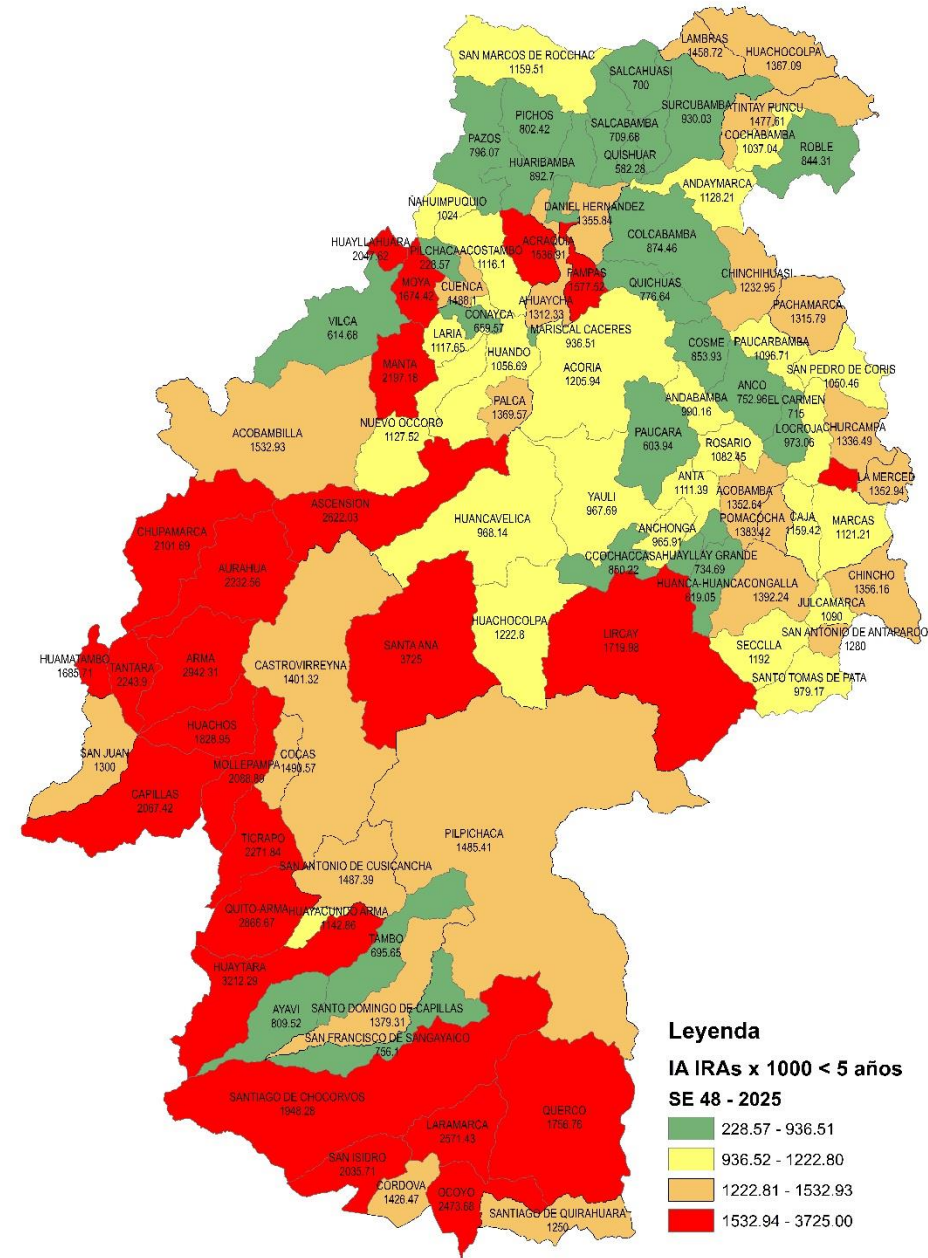 LAMBRAS
1458.72
HUACHOCOLPA
1367.09
SAN MARCOS DE ROCCHAC
1159.51
SALCAHUASI
700
SURCUBAMBA
930.03
TINTAY PUNCU
1477.61
PICHOS
802.42
SALCABAMBA
709.68
COCHABAMBA
1037.04
PAZOS
796.07
QUISHUAR
582.28
ROBLE
844.31
HUARIBAMBA
892.7
ANDAYMARCA
1128.21
ÑAHUIMPUQUIO
1024
DANIEL HERNANDEZ
1355.84
COLCABAMBA
874.46
HUAYLLAHUARA
2047.62
PILCHACA
228.57
ACOSTAMBO
1116.1
ACRAQUIA
1536.91
CHINCHIHUASI
1232.95
MOYA
1674.42
CUENCA
1488.1
PAMPAS
1577.52
QUICHUAS
776.64
AHUAYCHA
1312.33
PACHAMARCA
1315.79
VILCA
614.68
CONAYCA
659.57
MARISCAL CACERES
936.51
LARIA
1117.65
HUANDO
1056.69
COSME
853.93
PAUCARBAMBA
1096.71
MANTA
2197.18
ACORIA
1205.94
SAN PEDRO DE CORIS
1050.46
ANCO
752.96
EL CARMEN
715
PALCA
1369.57
ANDABAMBA
990.16
NUEVO OCCORO
1127.52
PAUCARA
603.94
LOCROJA
973.06
CHURCAMPA
1336.49
ACOBAMBILLA
1532.93
ROSARIO
1082.45
ANTA
1111.39
LA MERCED
1352.94
ASCENSION
2622.03
YAULI
967.69
ACOBAMBA
1352.64
HUANCAVELICA
968.14
POMACOCHA
1383.42
CAJA
1159.42
MARCAS
1121.21
CHUPAMARCA
2101.69
ANCHONGA
965.91
AURAHUA
2232.56
CCOCHACCASA
HUAYLLAY GRANDE
734.69
HUANCA-HUANCA
CONGALLA
1392.24
CHINCHO
1356.16
JULCAMARCA
1090
HUACHOCOLPA
1222.8
LIRCAY
1719.98
SANTA ANA
3725
SAN ANTONIO DE ANTAPARCO
1280
SECCLLA
1192
HUAMATAMBO
1685.71
TANTARA
2243.9
ARMA
2942.31
CASTROVIRREYNA
1401.32
SANTO TOMAS DE PATA
979.17
HUACHOS
1828.95
SAN JUAN
1300
COCAS
1490.57
MOLLEPAMPA
CAPILLAS
2087.42
TICRAPO
2271.84
PILPICHACA
1485.41
SAN ANTONIO DE CUSICANCHA
1487.39
QUITO-ARMA
2866.67
HUAYACUNDO ARMA
1142.86
TAMBO
695.65
HUAYTARA
3212.29
AYAVI
809.52
SANTO DOMINGO DE CAPILLAS
1379.31
SAN FRANCISCO DE SANGAYAICO
756.1
SANTIAGO DE CHOCORVOS
1948.28
QUERCO
1756.76
LARAMARCA
2571.43
SAN ISIDRO
2035.71
CORDOVA
1426.47
OCOYO
2473.68
SANTIAGO DE QUIRAHUARA
1250
Leyenda
IA IRAs x 1000 < 5 años
SE 48 - 2025
228.57 - 936.51
936.52 - 1222.80
1222.81 - 1532.93
1532.94 - 3725.00